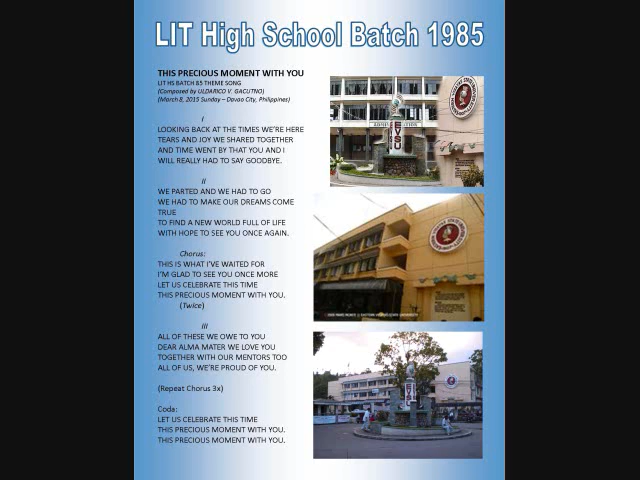 LIT High School Batch 1985
THIS PRECIOUS MOMENT WITH YOU
LIT HS BATCH 85 THEME SONG
(Composed by ULDARICO V. GACUTNO)
(March 8, 2015 Sunday – Davao City, Philippines)
I
LOOKING BACK AT THE TIMES WE'RE HERE
TEARS AND JOY WE SHARED TOGETHER
AND TIME WENT BY THAT YOU AND I
WILL REALLY HAD TO SAY GOODBYE.
II
WE PARTED AND WE HAD TO GO
WE HAD TO MAKE OUR DREAMS COME
TRUE
TO FIND A NEW WORLD FULL OF LIFE
WITH HOPE TO SEE YOU ONCE AGAIN.
Chorus:
THIS IS WHAT I'VE WAITED FOR
I'M GLAD TO SEE YOU ONCE MORE
LET US CELEBRATE THIS TIME
THIS PRECIOUS MOMENT WITH YOU.
(Twice)
III
ALL OF THESE WE OWE TO YOU
DEAR ALMA MATER WE LOVE YOU
TOGETHER WITH OUR MENTORS TOO
ALL OF US, WE'RE PROUD OF YOU.
(Repeat Chorus 3x)
Coda:
LET US CELEBRATE THIS TIME
THIS PRECIOUS MOMENT WITH YOU.
THIS PRECIOUS MOMENT WITH YOU.
EVSU
EVSU